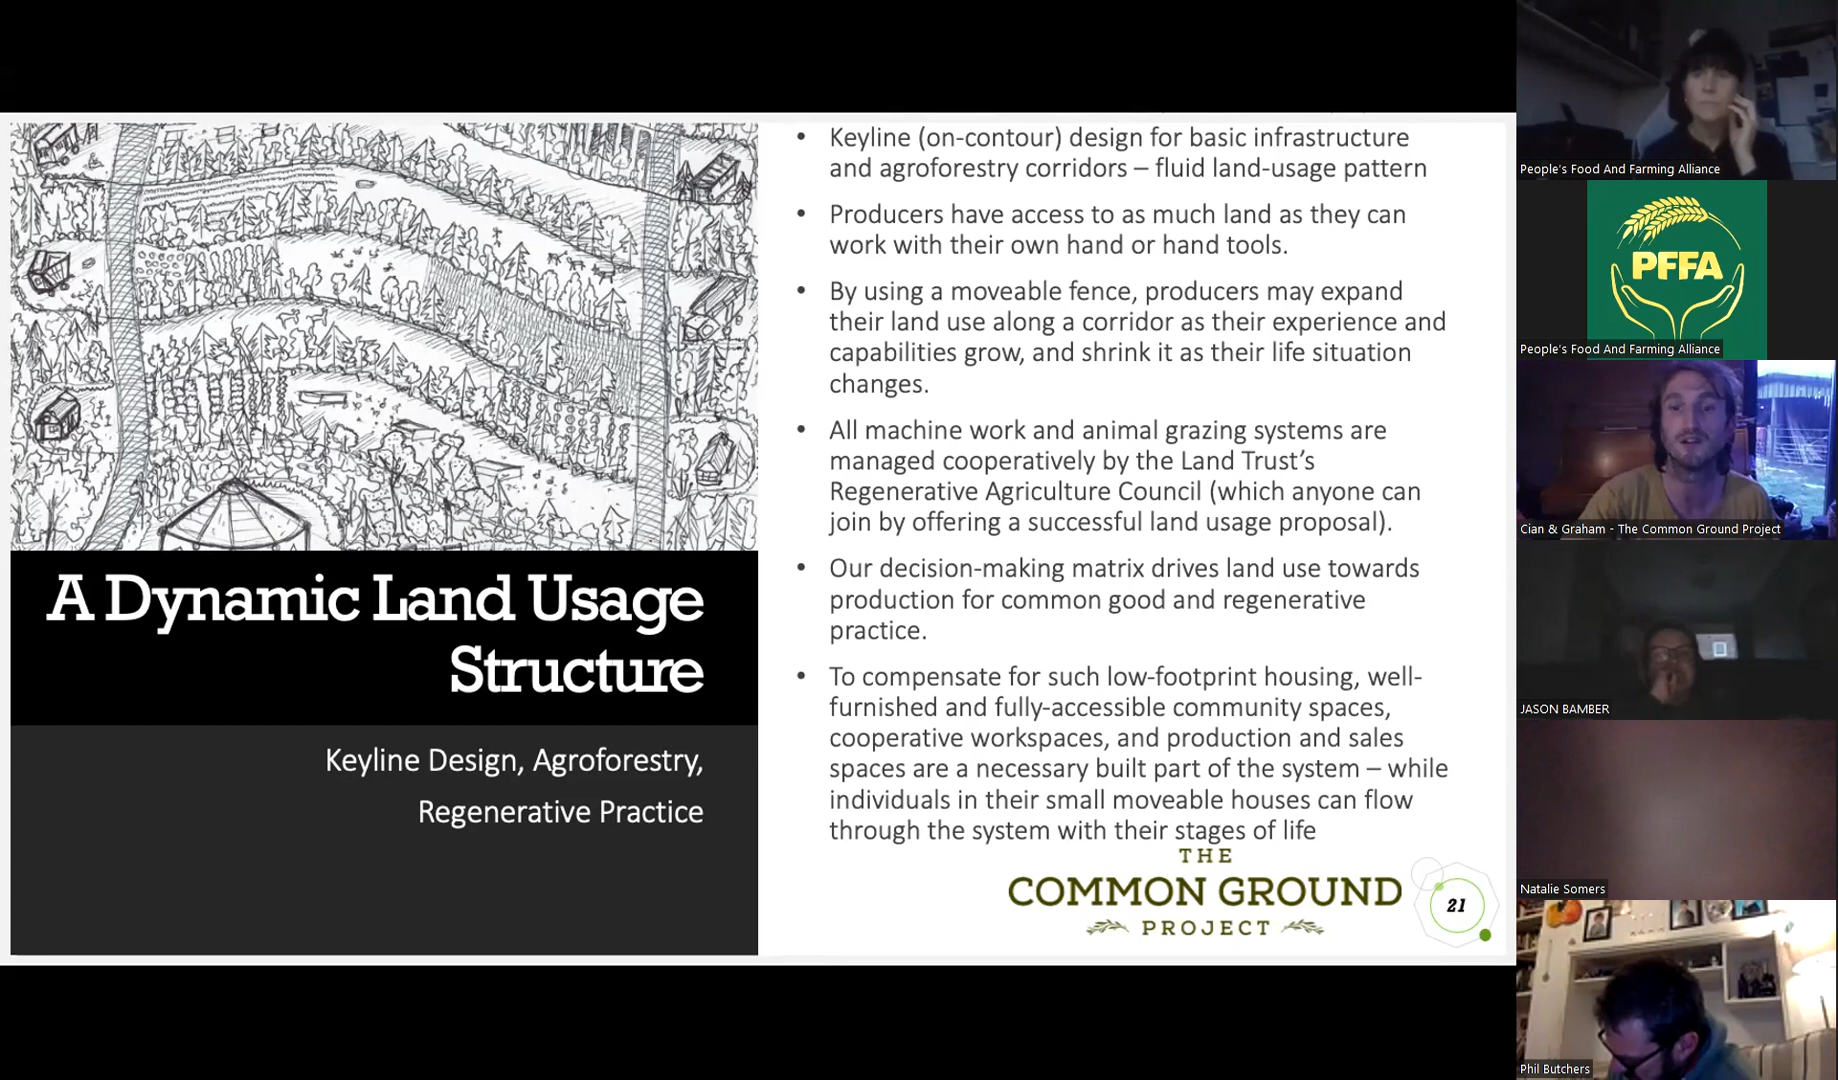 A Dynamic Land Usage
Structure
Keyline Design, Agroforestry,
Regenerative Practice
• Keyline (on-contour) design for basic infrastructure
and agroforestry corridors – fluid land-usage pattern
• Producers have access to as much land as they can
work with their own hand or hand tools.
• By using a moveable fence, producers may expand
their land use along a corridor as their experience and
capabilities grow, and shrink it as their life situation
changes.
• All machine work and animal grazing systems are
managed cooperatively by the Land Trust’s
Regenerative Agriculture Council (which anyone can
join by offering a successful land usage proposal).
• Our decision-making matrix drives land use towards
production for common good and regenerative
practice.
• To compensate for such low-footprint housing, well-
furnished and fully-accessible community spaces,
cooperative workspaces, and production and sales
spaces are a necessary built part of the system – while
individuals in their small moveable houses can flow
through the system with their stages of life
THE
COMMON GROUND
PROJECT
21
People's Food And Farming Alliance
PFFA
People's Food And Farming Alliance
Cian & Graham - The Common Ground Project
JASON BAMBER
Natalie Somers
Phil Butchers